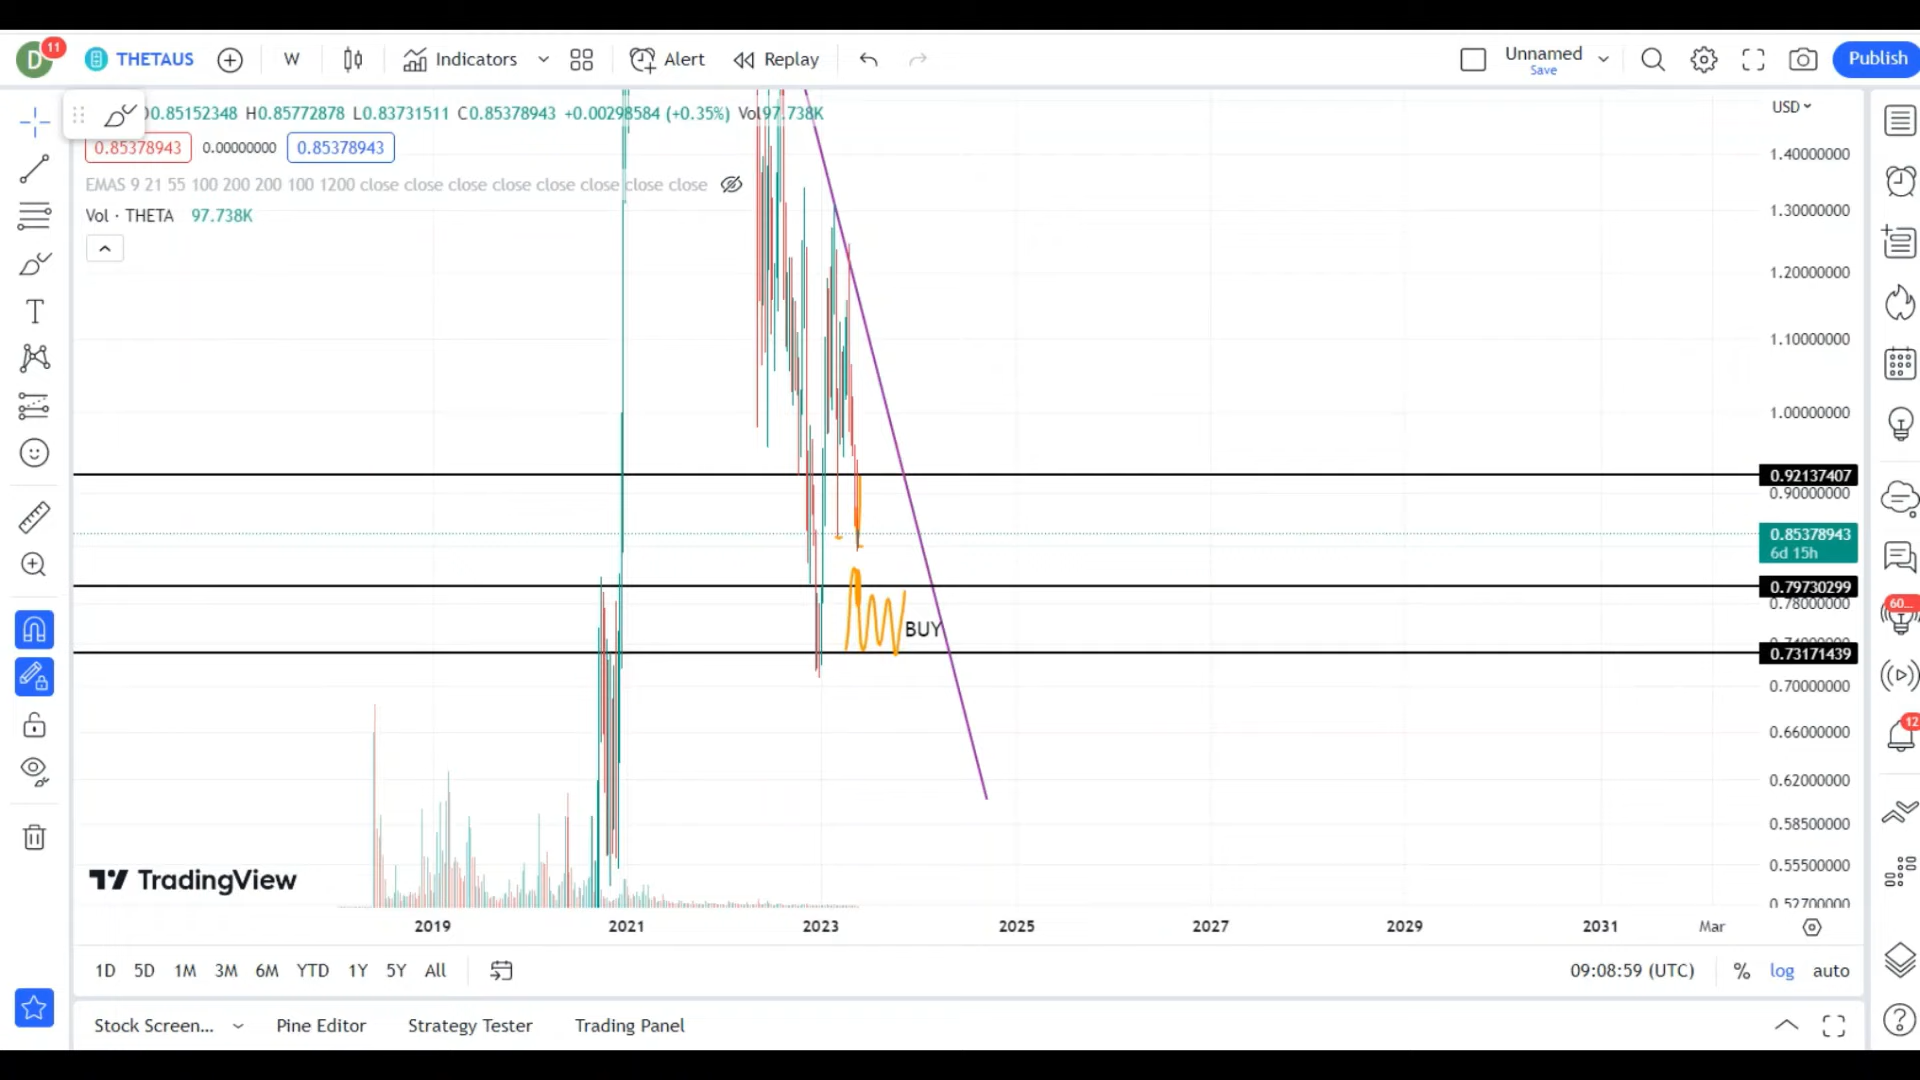 D 11 THETAUS W Indicators Alert Replay Unnamed Save Publish
O0.85152348 H0.85772878 L0.83731511 C0.85378943 +0.00298584 (+0.35%) Vol97.738K
USD
0.85378943 0.00000000 0.85378943
1.40000000
EMAS 9 21 55 100 200 200 100 1200 close close close close close close close close
1.30000000
Vol · THETA 97.738K
1.20000000
T
1.10000000
1.00000000
0.92137407
0.90000000
0.85378943
6d 15h
0.79730299
0.78000000
60...
BUY
0.73171439
0.70000000
12
0.66000000
0.62000000
0.58500000
0.55500000
TradingView
0.52700000
2019 2021 2023 2025 2027 2029 2031 Mar
1D 5D 1M 3M 6M YTD 1Y 5Y All 09:08:59 (UTC) % log auto
Stock Screen... Pine Editor Strategy Tester Trading Panel